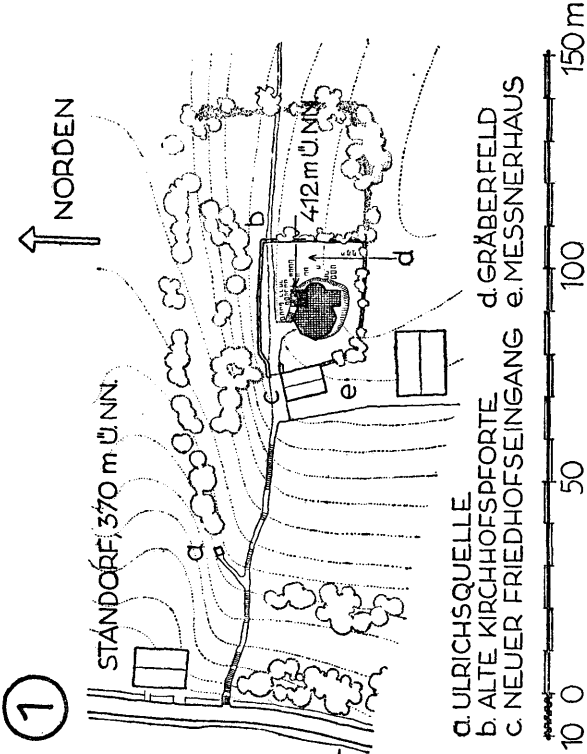 1
NORDEN
STANDORF, 370 m Ü.NN.
a
b
412 m Ü.NN.
c
d
e
a. ULRICHSQUELLE
b. ALTE KIRCHHOFSPFORTE
c. NEUER FRIEDHOFSEINGANG
d. GRÄBERFELD
e. MESSNERHAUS
10 0 50 100 150 m